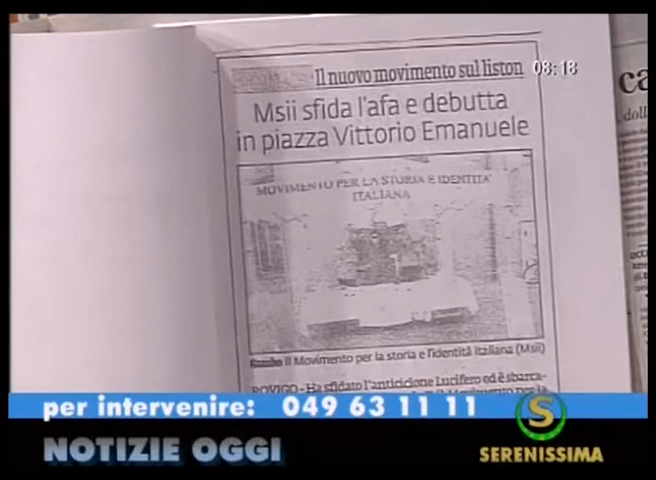 Il nuovo movimento sul liston
08:18
Msii sfida l'afa e debutta
in piazza Vittorio Emanuele
MOVIMENTO PER LA STORIA E IDENTITA'
ITALIANA
Il Movimento per la storia e l'identità Italiana (Msii)
ROVIGO - Ha sfidato l'anticiclone Lucifero ed è sbarca-
per intervenire: 049 63 11 11
NOTIZIE OGGI
S
SERENISSIMA